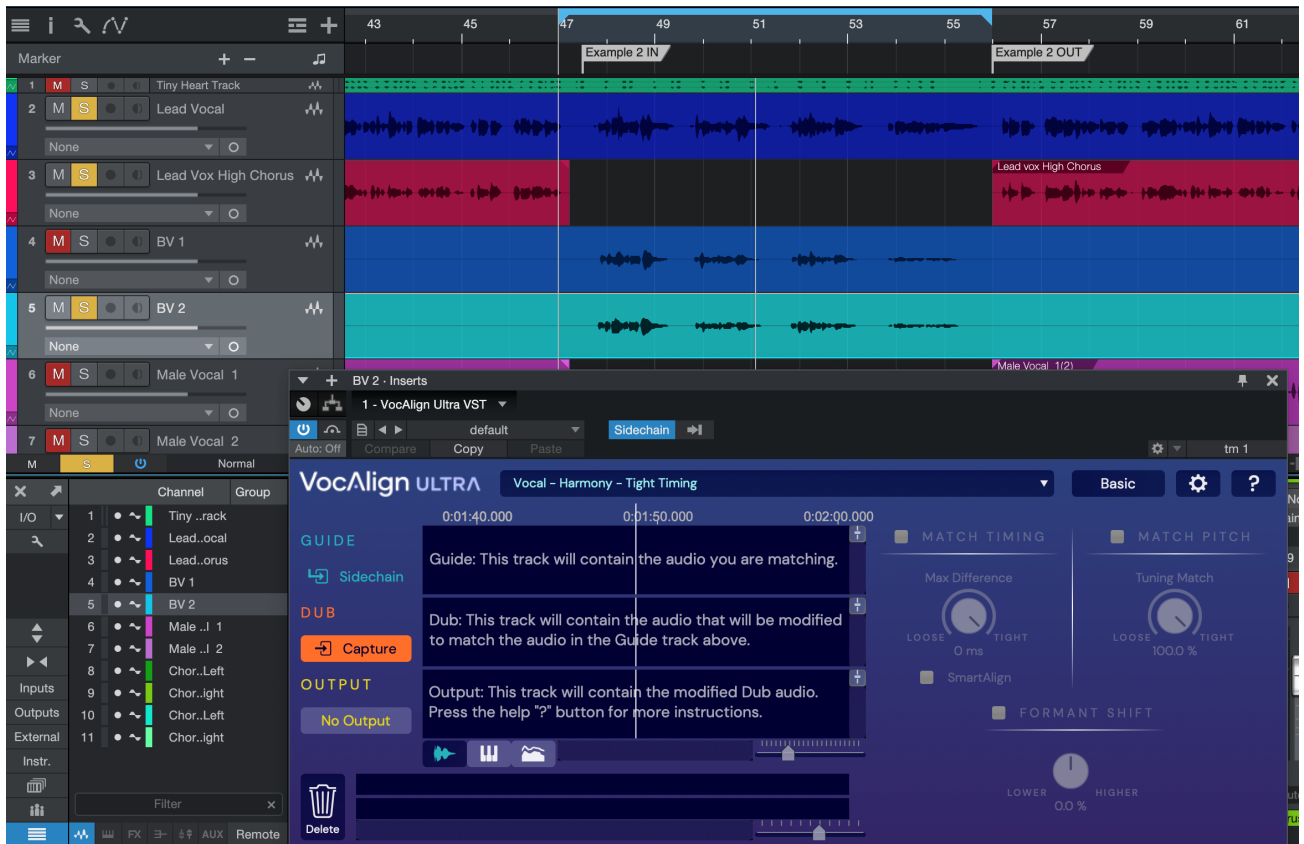 43 45 47 49 51 53 55 57 59 61
Marker + −
Example 2 IN
Example 2 OUT
1 M S Tiny Heart Track
2 M S Lead Vocal
None
3 M S Lead Vox High Chorus
Lead vox High Chorus
None
4 M S BV 1
None
5 M S BV 2
None
6 M S Male Vocal 1
Male Vocal 1(2)
None
7 M S Male Vocal 2
M S Normal
BV 2 · Inserts
1 - VocAlign Ultra VST
default
Sidechain
Auto: Off Compare Copy Paste
tm 1
VocAlign ULTRA
Vocal - Harmony - Tight Timing
Basic
?
Channel Group
I/O
1 Tiny ..rack
2 Lead..ocal
3 Lead..orus
4 BV 1
5 BV 2
6 Male ..l 1
7 Male ..l 2
8 Chor..Left
9 Chor..ight
10 Chor..Left
11 Chor..ight
Inputs
Outputs
External
Instr.
Filter
FX AUX Remote
0:01:40.000 0:01:50.000 0:02:00.000
GUIDE
Sidechain
Guide: This track will contain the audio you are matching.
DUB
Capture
Dub: This track will contain the audio that will be modified
to match the audio in the Guide track above.
OUTPUT
No Output
Output: This track will contain the modified Dub audio.
Press the help "?" button for more instructions.
Delete
MATCH TIMING
Max Difference
LOOSE TIGHT
0 ms
SmartAlign
MATCH PITCH
Tuning Match
LOOSE TIGHT
100.0 %
FORMANT SHIFT
LOWER HIGHER
0.0 %